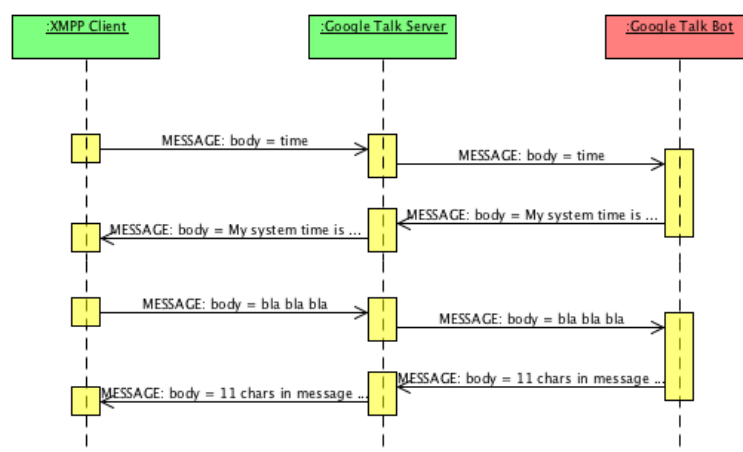 :XMPP Client
:Google Talk Server
:Google Talk Bot
MESSAGE: body = time
MESSAGE: body = time
MESSAGE: body = My system time is ...
MESSAGE: body = My system time is ...
MESSAGE: body = bla bla bla
MESSAGE: body = bla bla bla
MESSAGE: body = 11 chars in message ...
MESSAGE: body = 11 chars in message ...